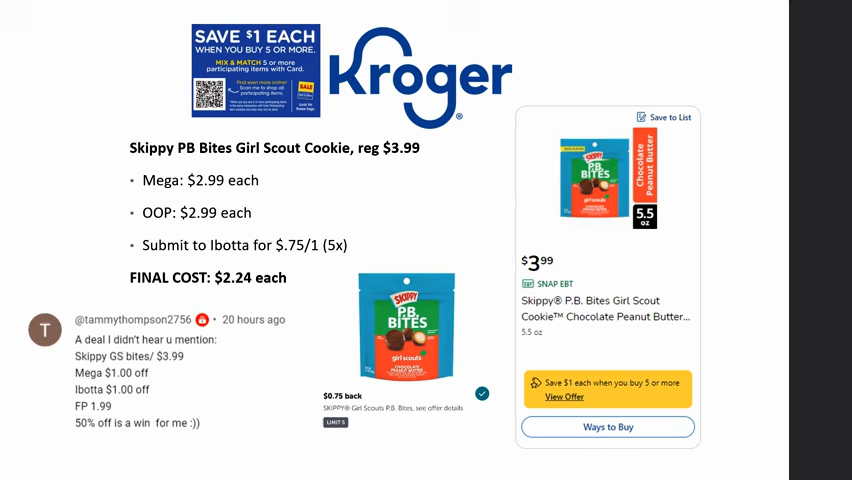 SAVE $1 EACH
WHEN YOU BUY 5 OR MORE.
MIX & MATCH 5 or more
participating items with Card.
Find even more online!
Scan me to shop all
participating items.
SALE
Look for
these tags
Kroger
Skippy PB Bites Girl Scout Cookie, reg $3.99
• Mega: $2.99 each
• OOP: $2.99 each
• Submit to Ibotta for $.75/1 (5x)
FINAL COST: $2.24 each
T
@tammythompson2756 • 20 hours ago
A deal I didn't hear u mention:
Skippy GS bites/ $3.99
Mega $1.00 off
Ibotta $1.00 off
FP 1.99
50% off is a win for me :))
SKIPPY
P.B.
BITES
girl scouts
CHOCOLATE
PEANUT BUTTER
$0.75 back
SKIPPY® Girl Scouts P.B. Bites, see offer details
LIMIT 5
Save to List
SKIPPY
P.B.
BITES
girl scouts
Chocolate
Peanut Butter
5.5
oz
$3.99
SNAP EBT
Skippy® P.B. Bites Girl Scout
Cookie™ Chocolate Peanut Butter...
5.5 oz
Save $1 each when you buy 5 or more
View Offer
Ways to Buy